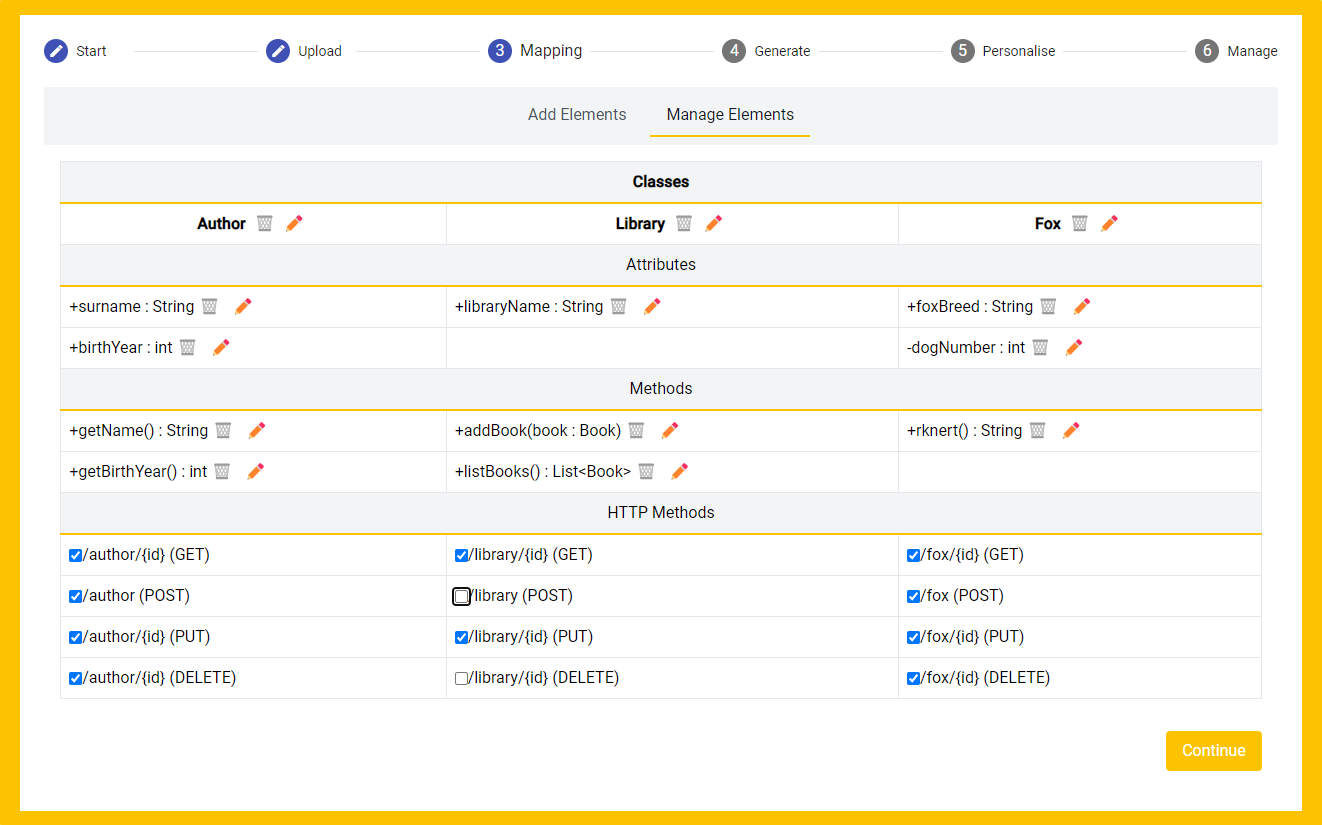 Start Upload 3 Mapping 4 Generate 5 Personalise 6 Manage
Add Elements Manage Elements
Classes
Author Library Fox
Attributes
+surname : String +libraryName : String +foxBreed : String
+birthYear : int -dogNumber : int
Methods
+getName() : String +addBook(book : Book) +rknert() : String
+getBirthYear() : int +listBooks() : List<Book>
HTTP Methods
/author/{id} (GET) /library/{id} (GET) /fox/{id} (GET)
/author (POST) /library (POST) /fox (POST)
/author/{id} (PUT) /library/{id} (PUT) /fox/{id} (PUT)
/author/{id} (DELETE) /library/{id} (DELETE) /fox/{id} (DELETE)
Continue